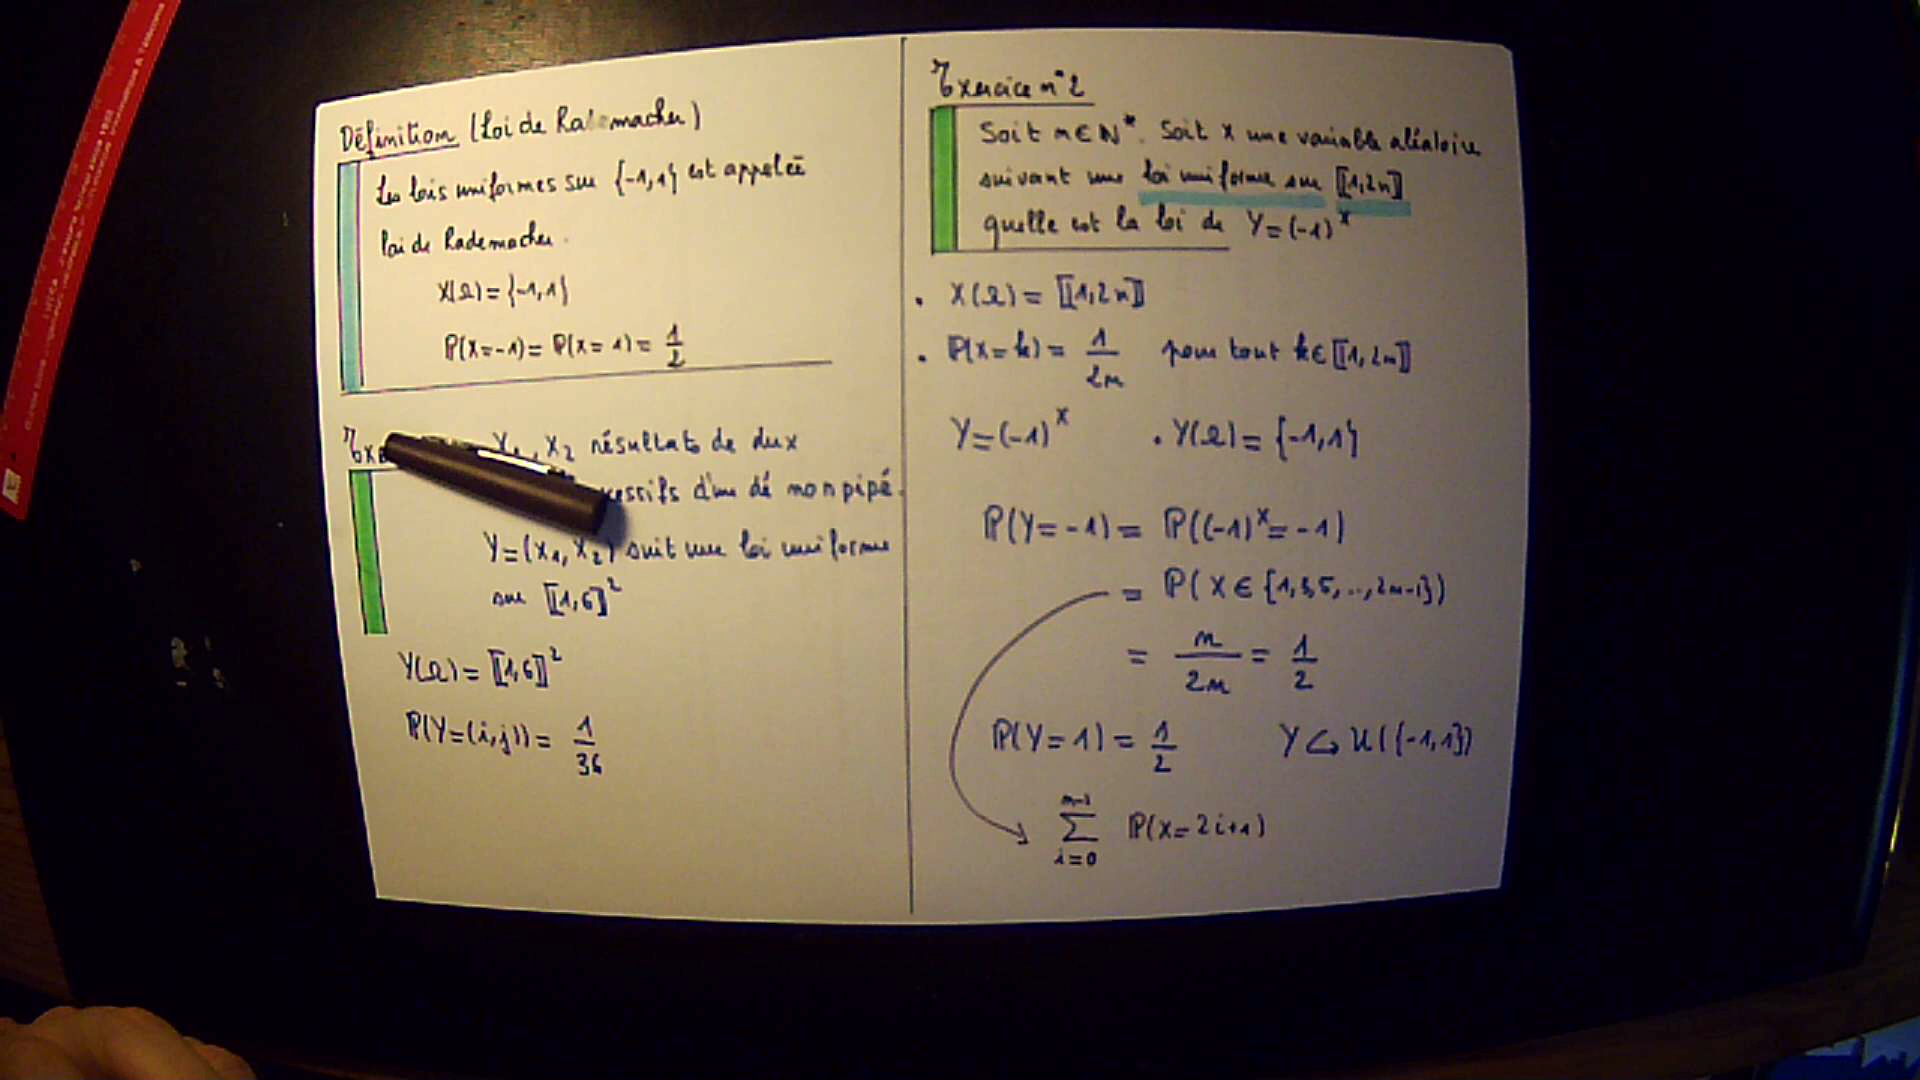 Définition (Loi de Rademacher)
Les lois uniformes sur {-1,1} est appelée
loi de Rademacher.
X(Ω) = {-1,1}
P(X=-1) = P(X=1) = 1/2
X₁, X₂ résultats de dux
d'un dé non pipé.
Y=(X₁,X₂) suit une loi uniforme
sur ⟦1,6⟧²
Y(Ω) = ⟦1,6⟧²
P(Y=(i,j)) = 1/36
Exercice n°2
Soit n ∈ N*. Soit X une variable aléatoire
suivant une loi uniforme sur ⟦1,2n⟧
quelle est la loi de Y=(-1)^X
. X(Ω) = ⟦1,2n⟧
. P(X=k) = 1/2n pour tout k ∈ ⟦1,2n⟧
Y=(-1)^X . Y(Ω) = {-1,1}
P(Y=-1) = P((-1)^X = -1)
= P(X ∈ {1,3,5,..,2n-1})
= n/2n = 1/2
P(Y=1) = 1/2 Y ↪ U({-1,1})
∑_{i=0}^{n-1} P(X=2i+1)